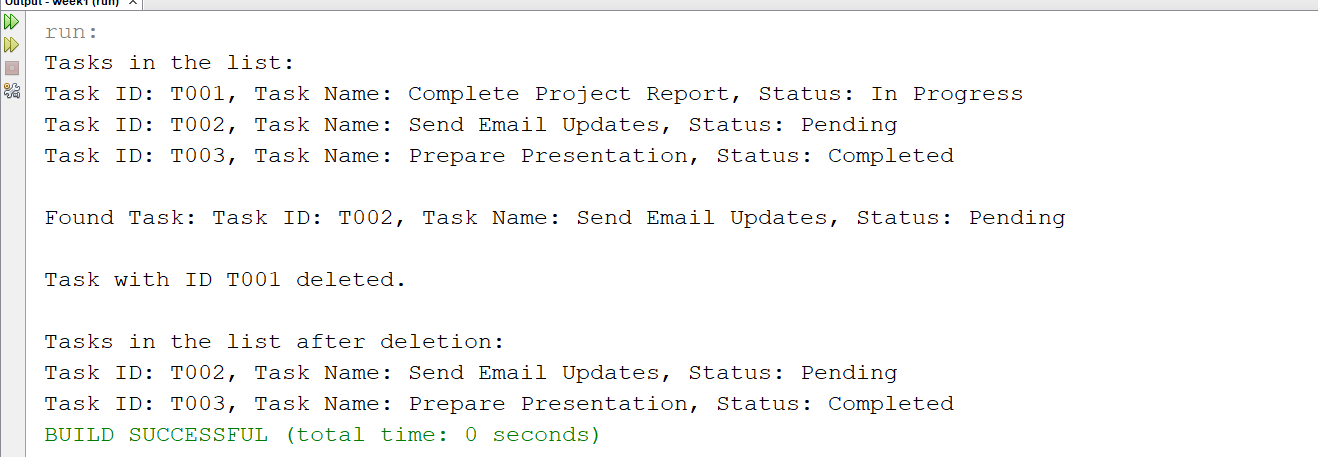 Output - week1 (run) ×
run:
Tasks in the list:
Task ID: T001, Task Name: Complete Project Report, Status: In Progress
Task ID: T002, Task Name: Send Email Updates, Status: Pending
Task ID: T003, Task Name: Prepare Presentation, Status: Completed
Found Task: Task ID: T002, Task Name: Send Email Updates, Status: Pending
Task with ID T001 deleted.
Tasks in the list after deletion:
Task ID: T002, Task Name: Send Email Updates, Status: Pending
Task ID: T003, Task Name: Prepare Presentation, Status: Completed
BUILD SUCCESSFUL (total time: 0 seconds)